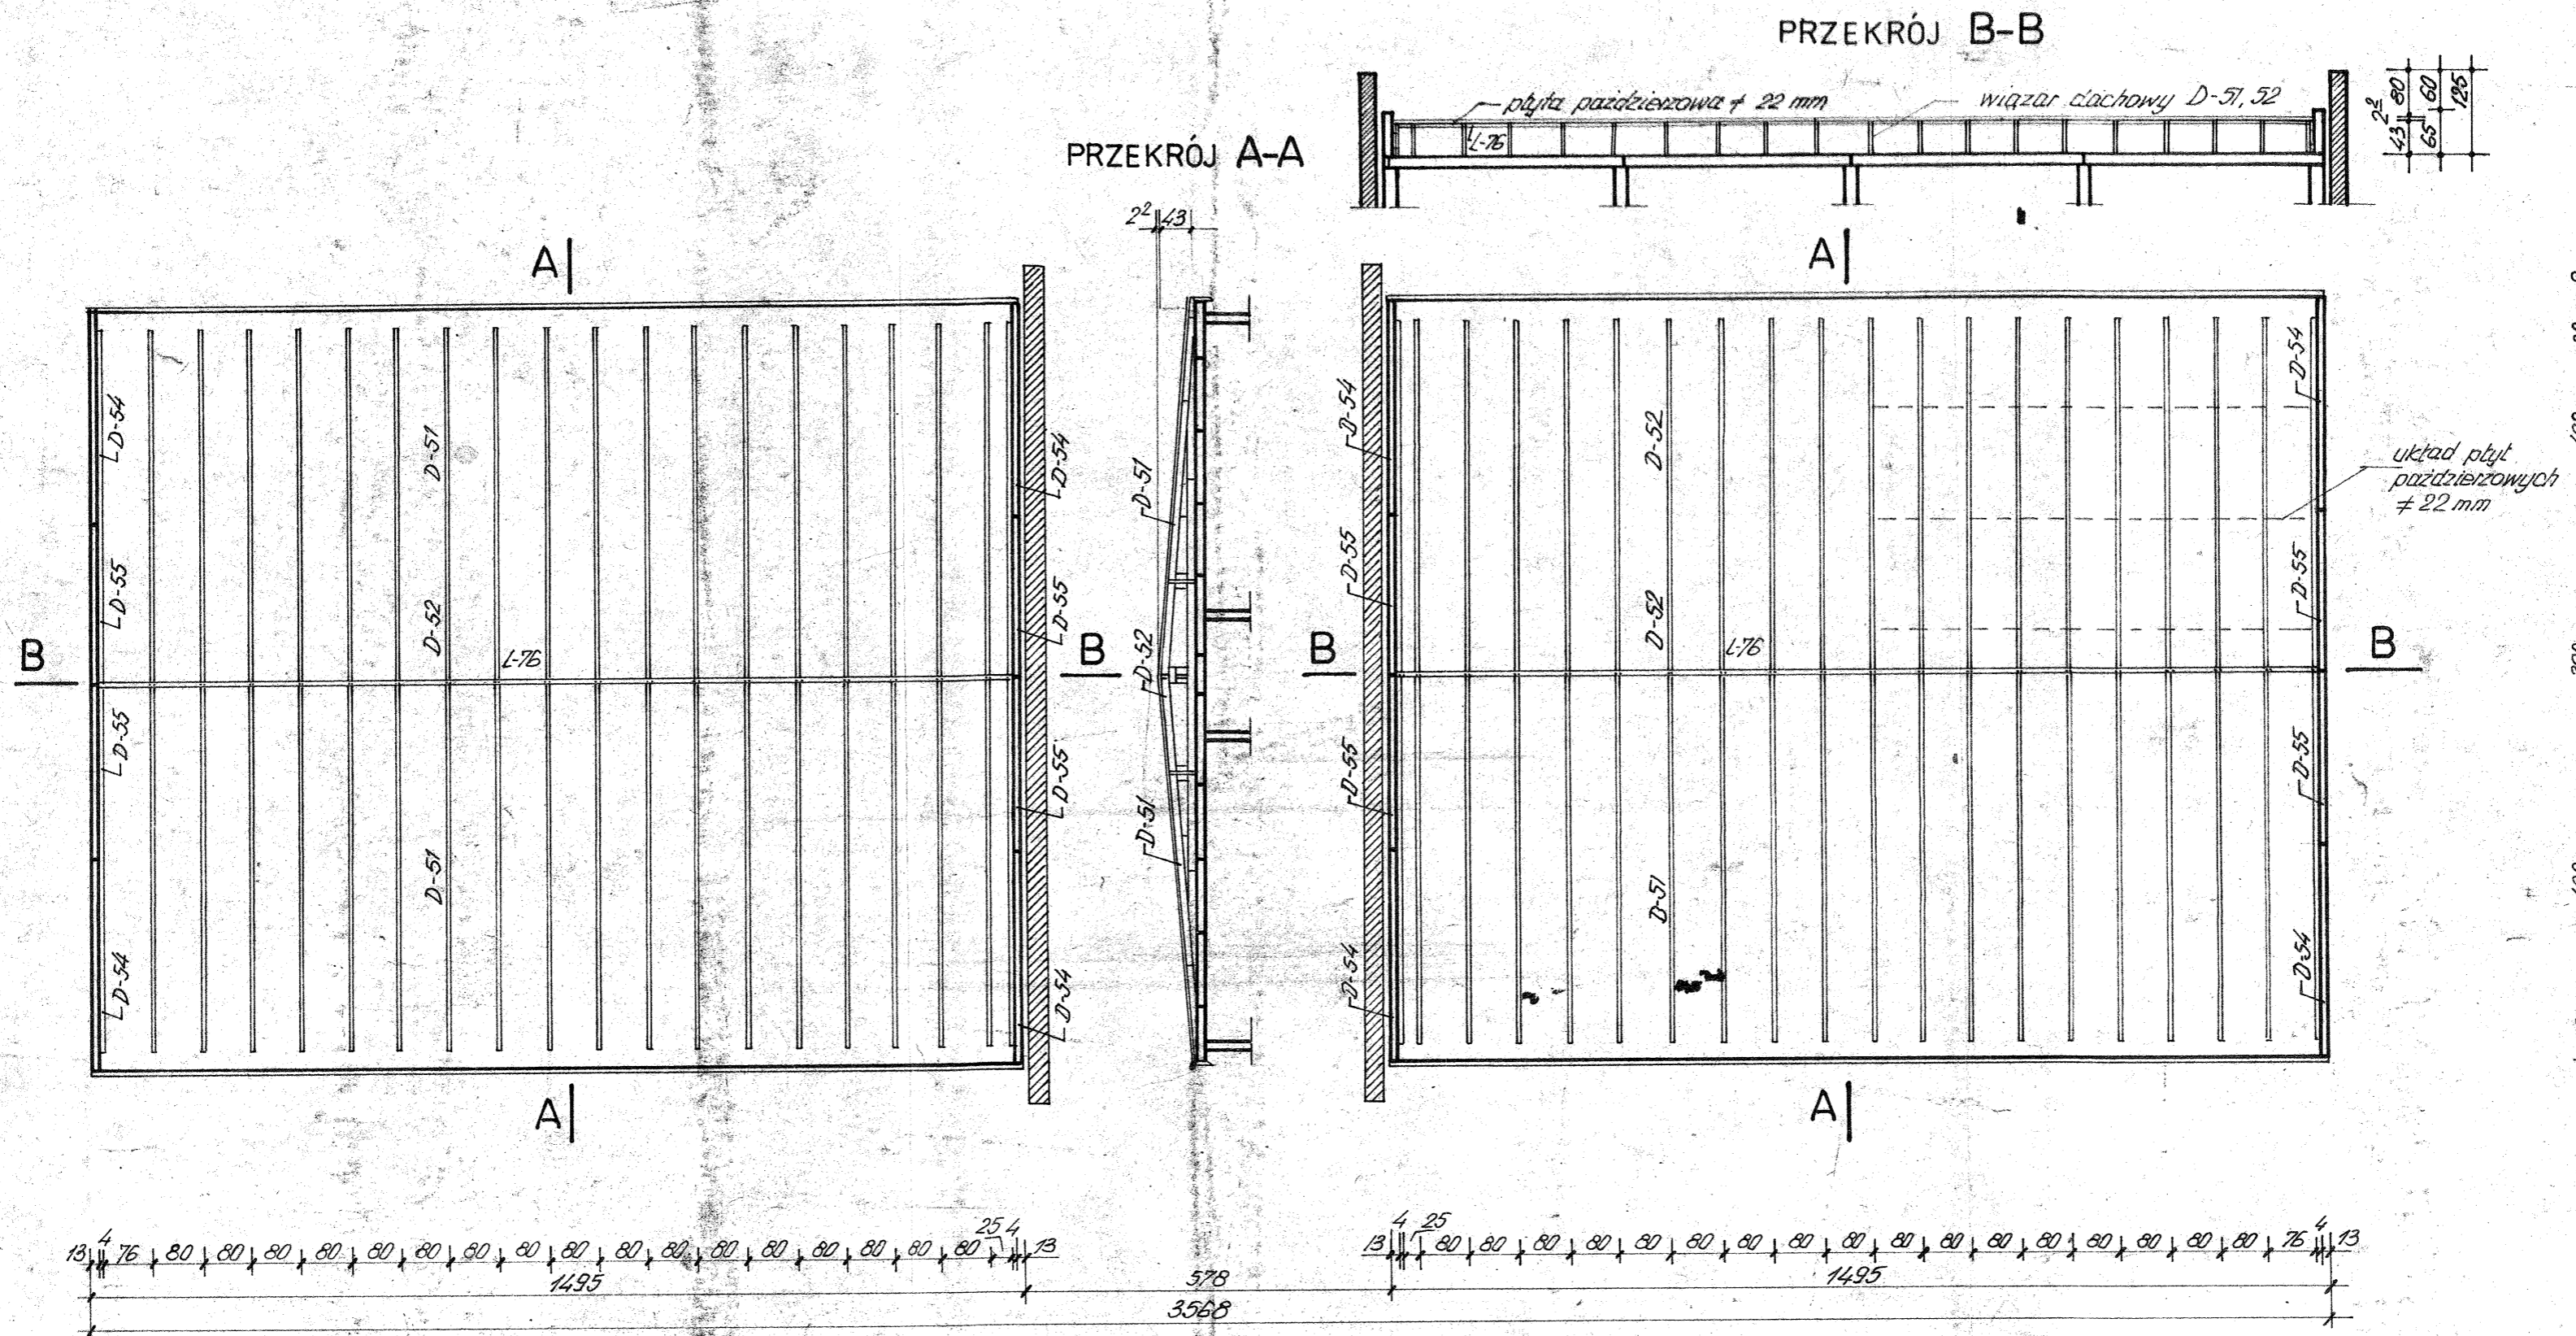 PRZEKRÓJ B-B
płyta paździerzowa ≠ 22 mm
wiązar dachowy D-51, 52
L-76
2² 80 60 125
43 65
PRZEKRÓJ A-A
2² 43
A
A
D-54
D-51
D-54
D-51
D-54
D-52
D-54
układ płyt
paździerzowych
≠ 22 mm
D-55
D-52
D-55
D-55
D-52
D-55
B
L-76
B
D-52
B
L-76
B
D-55
D-55
D-55
D-55
D-51
D-51
D-51
D-54
D-54
D-54
D-54
A
A
13 4 76 80 80 80 80 80 80 80 80 80 80 80 80 80 80 80 80 80 25 4 13
13 4 25 80 80 80 80 80 80 80 80 80 80 80 80 80 80 80 80 80 76 4 13
1495 578 1495
3568